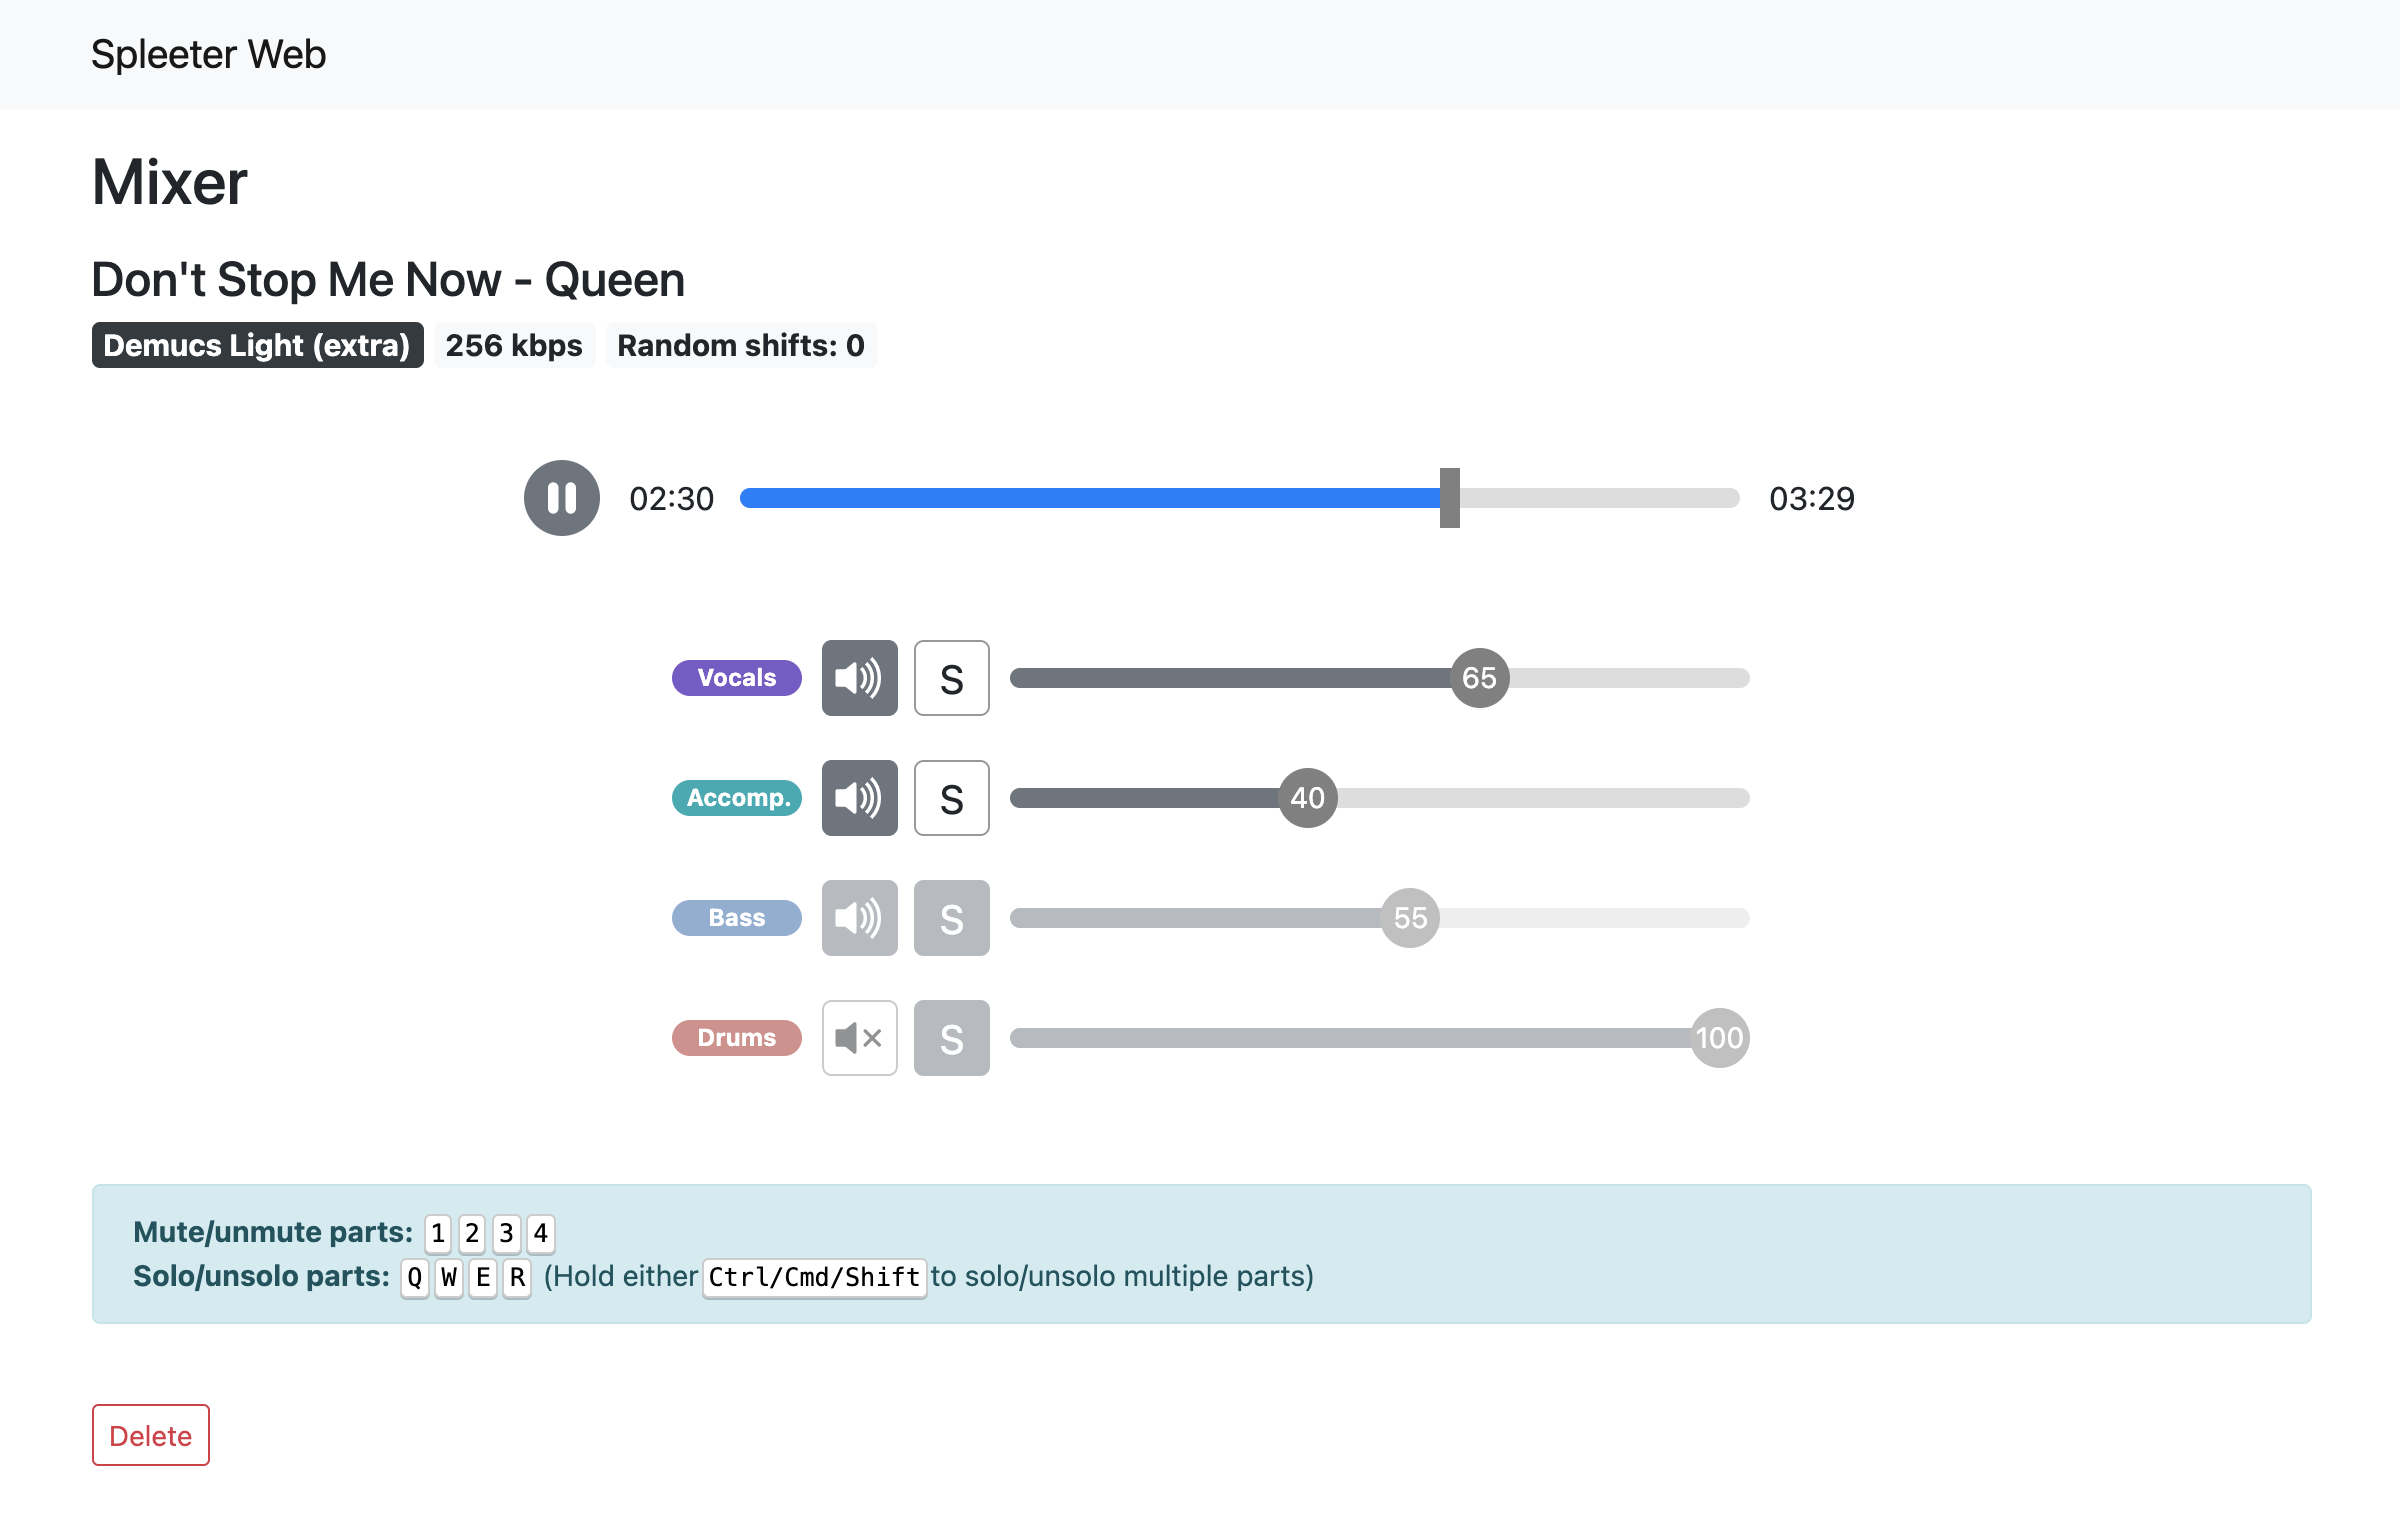 Spleeter Web
Mixer
Don't Stop Me Now - Queen
Demucs Light (extra) 256 kbps Random shifts: 0
02:30 03:29
Vocals S 65
Accomp. S 40
Bass S 55
Drums S 100
Mute/unmute parts: 1 2 3 4
Solo/unsolo parts: Q W E R (Hold either Ctrl/Cmd/Shift to solo/unsolo multiple parts)
Delete